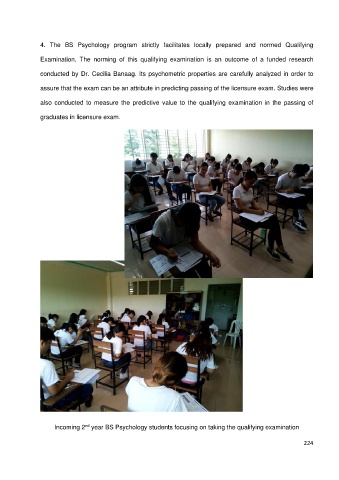 4. The BS Psychology program strictly facilitates locally prepared and normed Qualifying
Examination. The norming of this qualifying examination is an outcome of a funded research
conducted by Dr. Cecilia Banaag. Its psychometric properties are carefully analyzed in order to
assure that the exam can be an attribute in predicting passing of the licensure exam. Studies were
also conducted to measure the predictive value to the qualifying examination in the passing of
graduates in licensure exam.
Incoming 2nd year BS Psychology students focusing on taking the qualifying examination
224